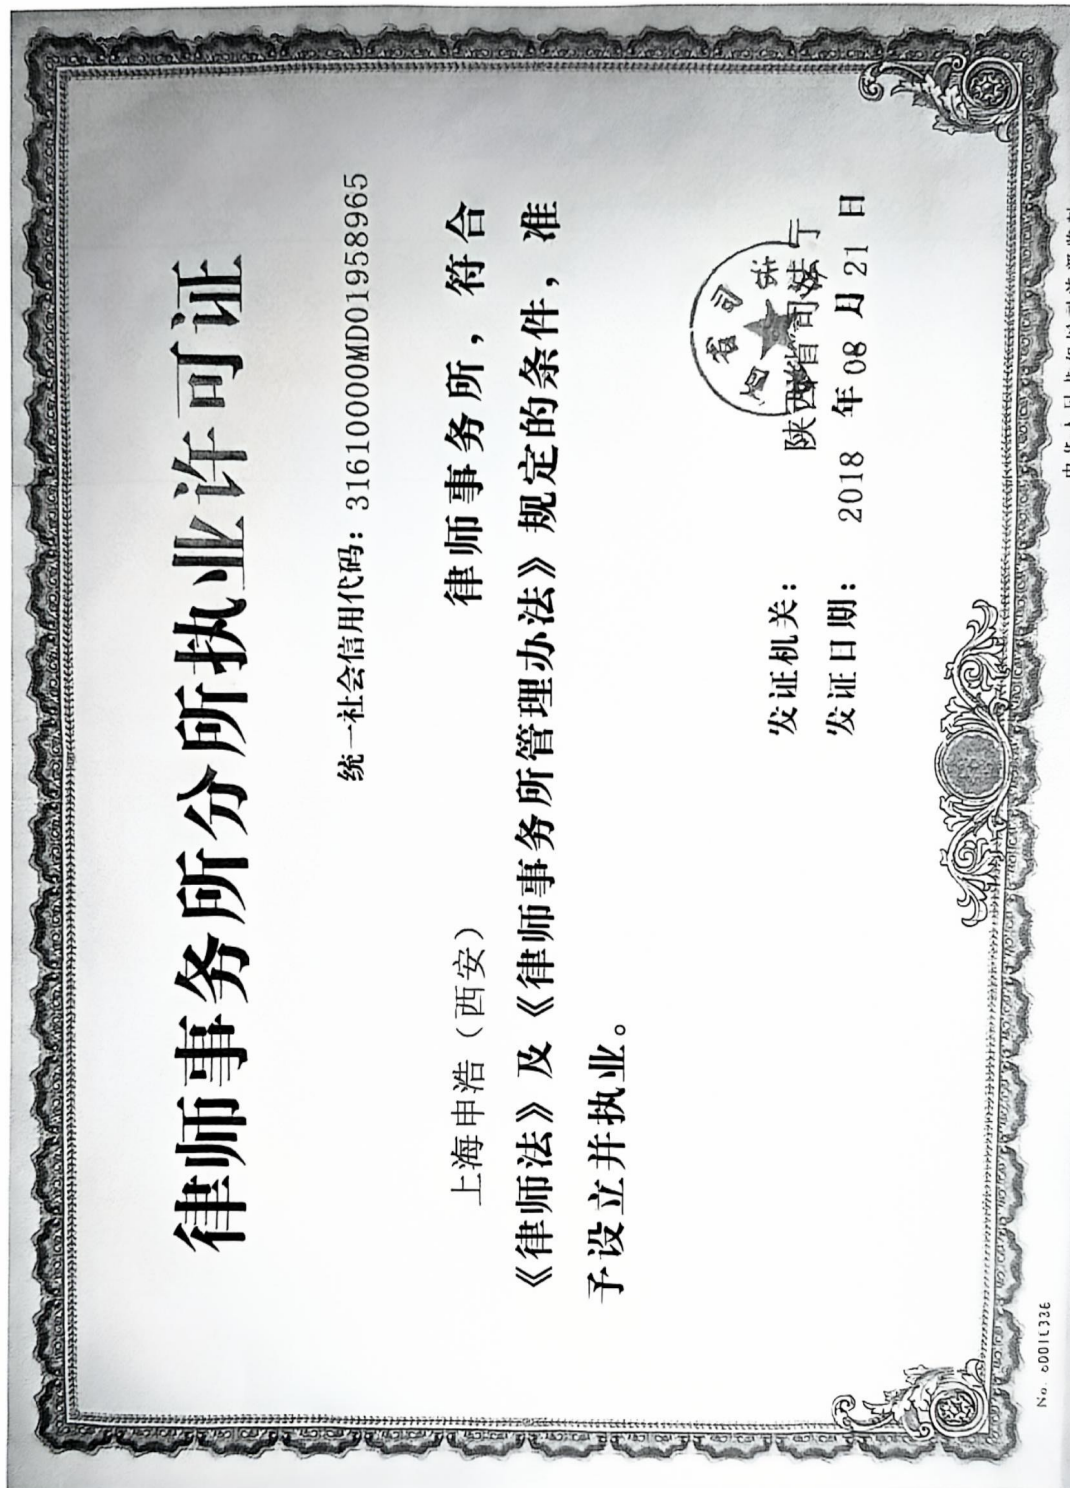 律师事务所分所执业许可证
统一社会信用代码：31610000MD01958965
上海申浩（西安） 律师事务所，符合
《律师法》及《律师事务所管理办法》规定的条件，准
予设立并执业。
发证机关： 陕西省司法厅
发证日期： 2018 年 08 月 21 日